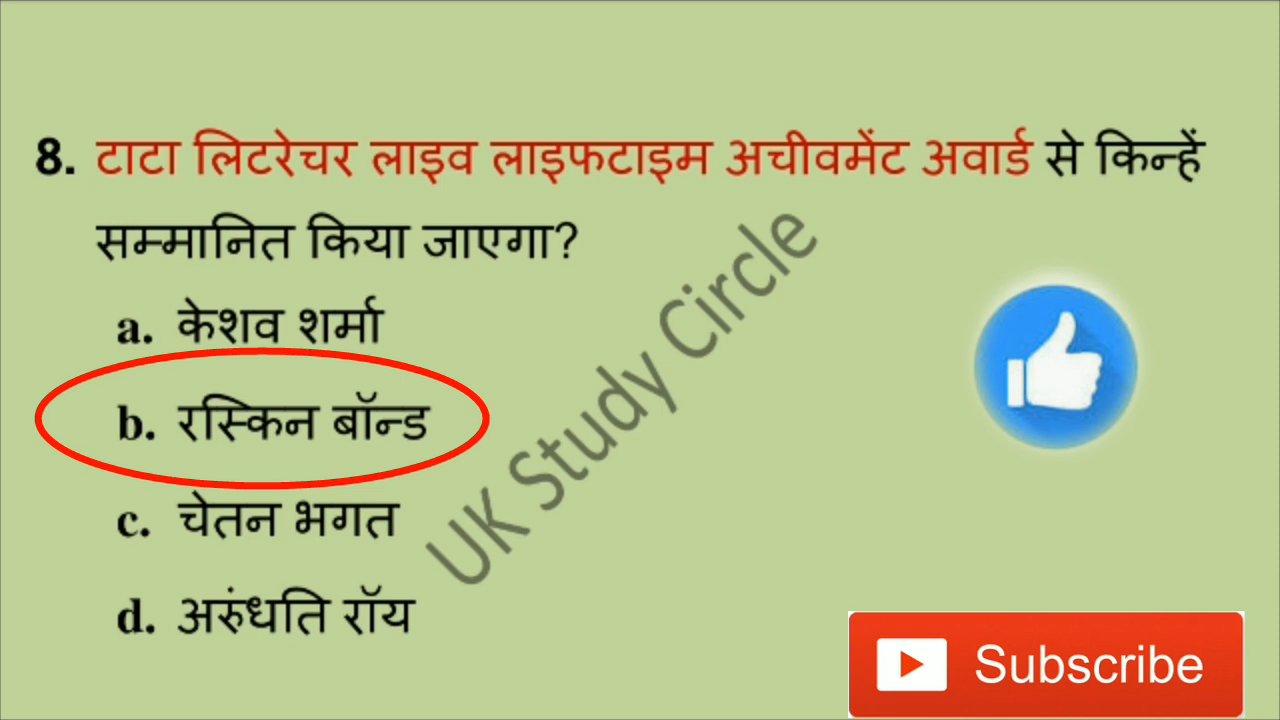 8. टाटा लिटरेचर लाइव लाइफटाइम अचीवमेंट अवार्ड से किन्हें
सम्मानित किया जाएगा?
a. केशव शर्मा
b. रस्किन बॉन्ड
c. चेतन भगत
d. अरुंधति रॉय
UK Study Circle
Subscribe